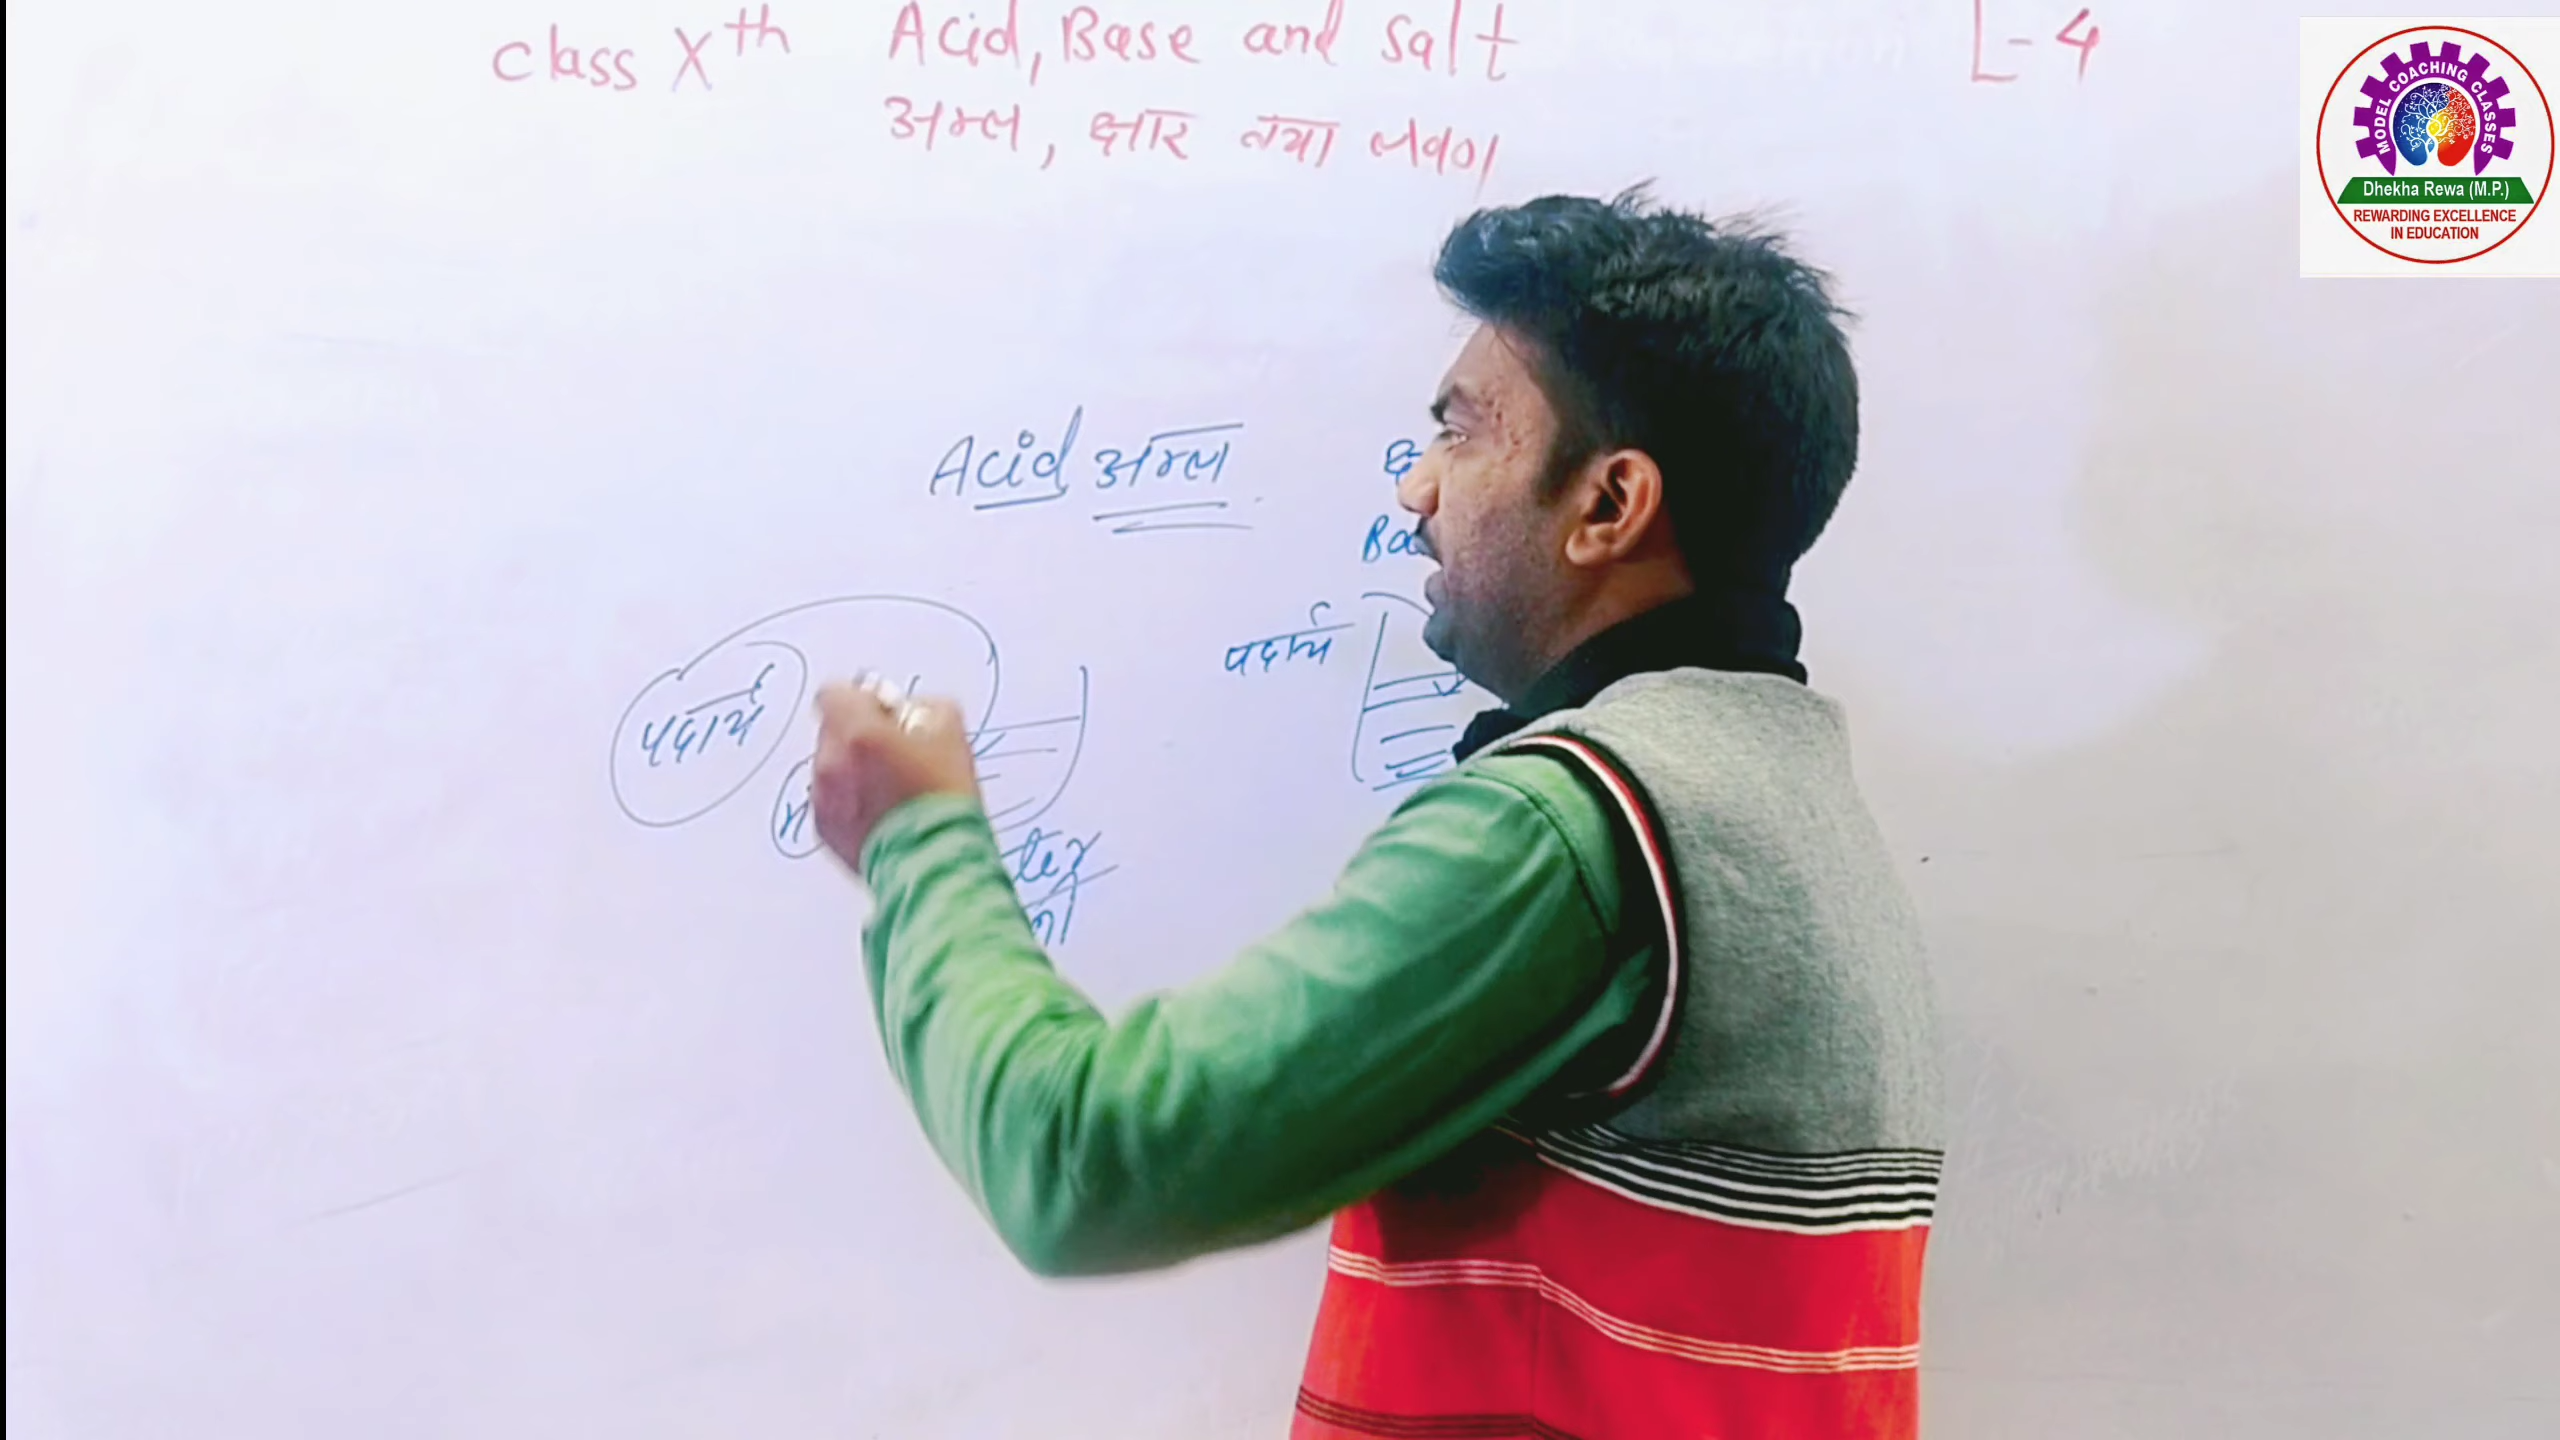 Class Xth Acid, Base and Salt L-4
अम्ल, क्षार तथा लवण
MODEL COACHING CLASSES
Dhekha Rewa (M.P.)
REWARDING EXCELLENCE
IN EDUCATION
Acid अम्ल
पदार्थ
पदार्थ